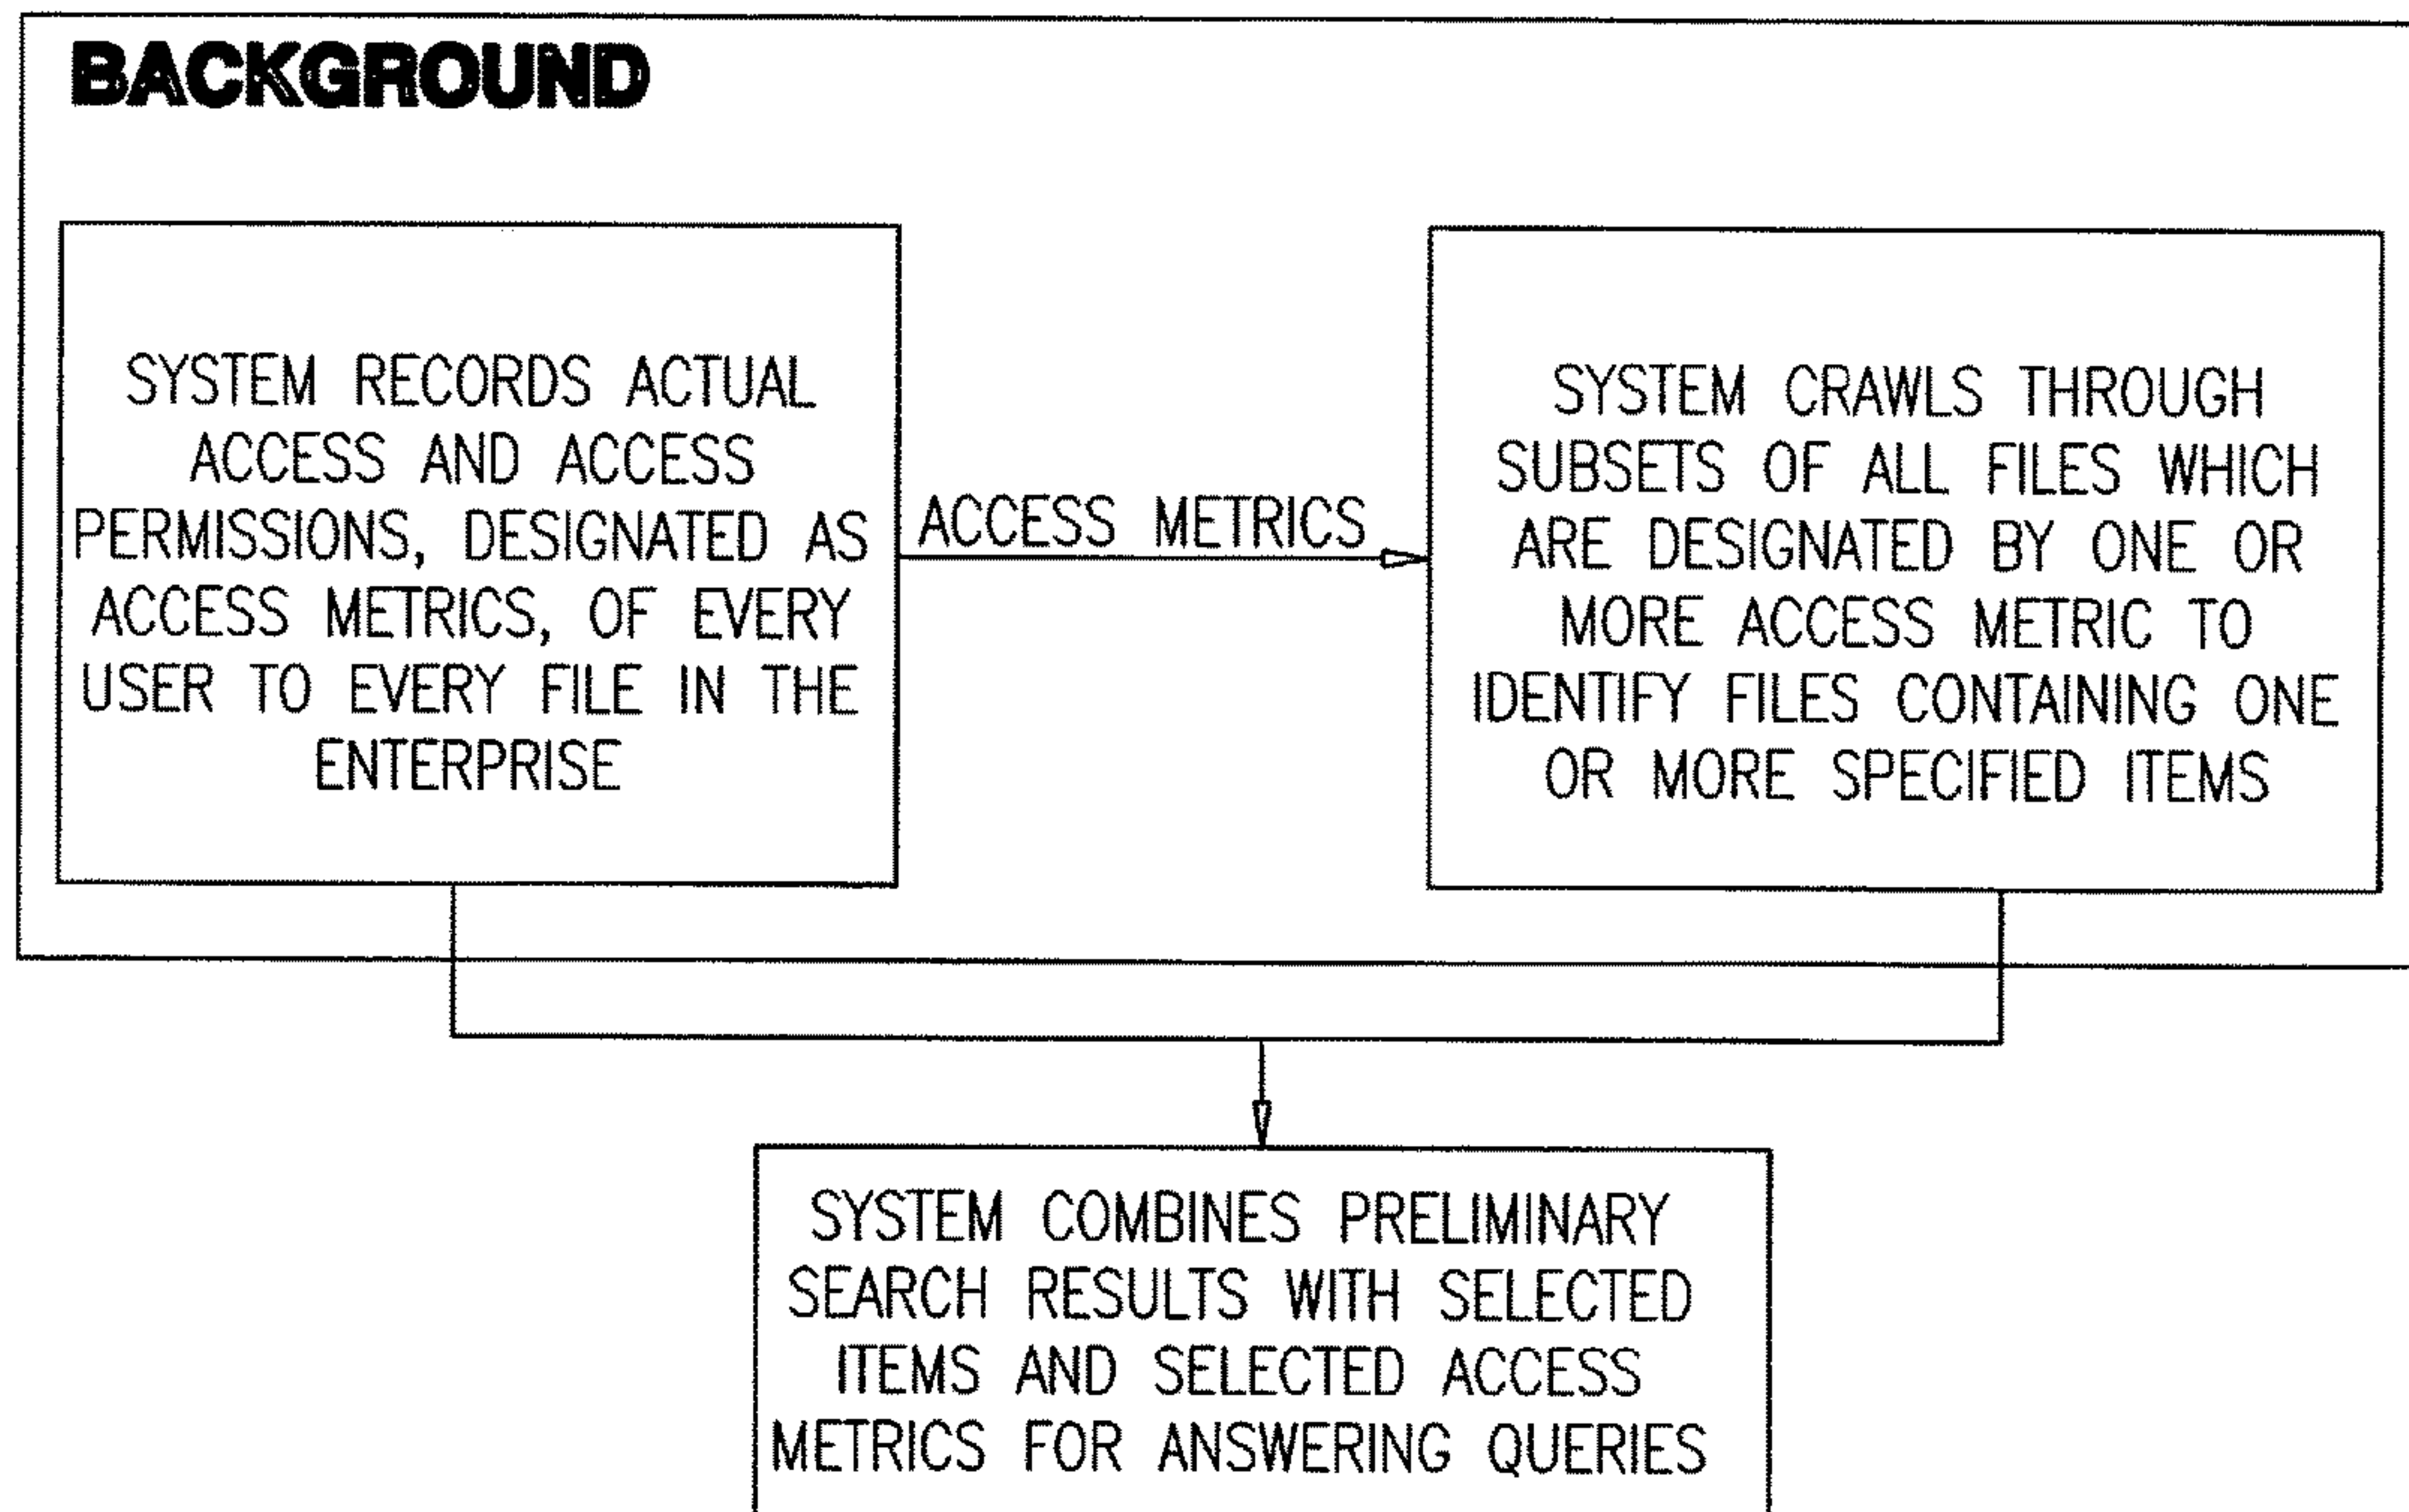 BACKGROUND
SYSTEM RECORDS ACTUAL
ACCESS AND ACCESS
PERMISSIONS, DESIGNATED AS
ACCESS METRICS, OF EVERY
USER TO EVERY FILE IN THE
ENTERPRISE
ACCESS METRICS
SYSTEM CRAWLS THROUGH
SUBSETS OF ALL FILES WHICH
ARE DESIGNATED BY ONE OR
MORE ACCESS METRIC TO
IDENTIFY FILES CONTAINING ONE
OR MORE SPECIFIED ITEMS
SYSTEM COMBINES PRELIMINARY
SEARCH RESULTS WITH SELECTED
ITEMS AND SELECTED ACCESS
METRICS FOR ANSWERING QUERIES